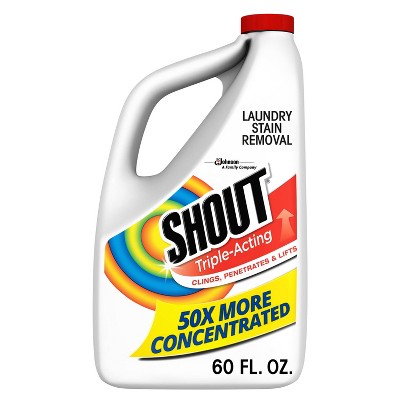 LAUNDRY
STAIN
REMOVAL
SC Johnson
A Family Company
SHOUT
Triple-Acting
CLINGS, PENETRATES & LIFTS
50X MORE
CONCENTRATED
60 FL. OZ.